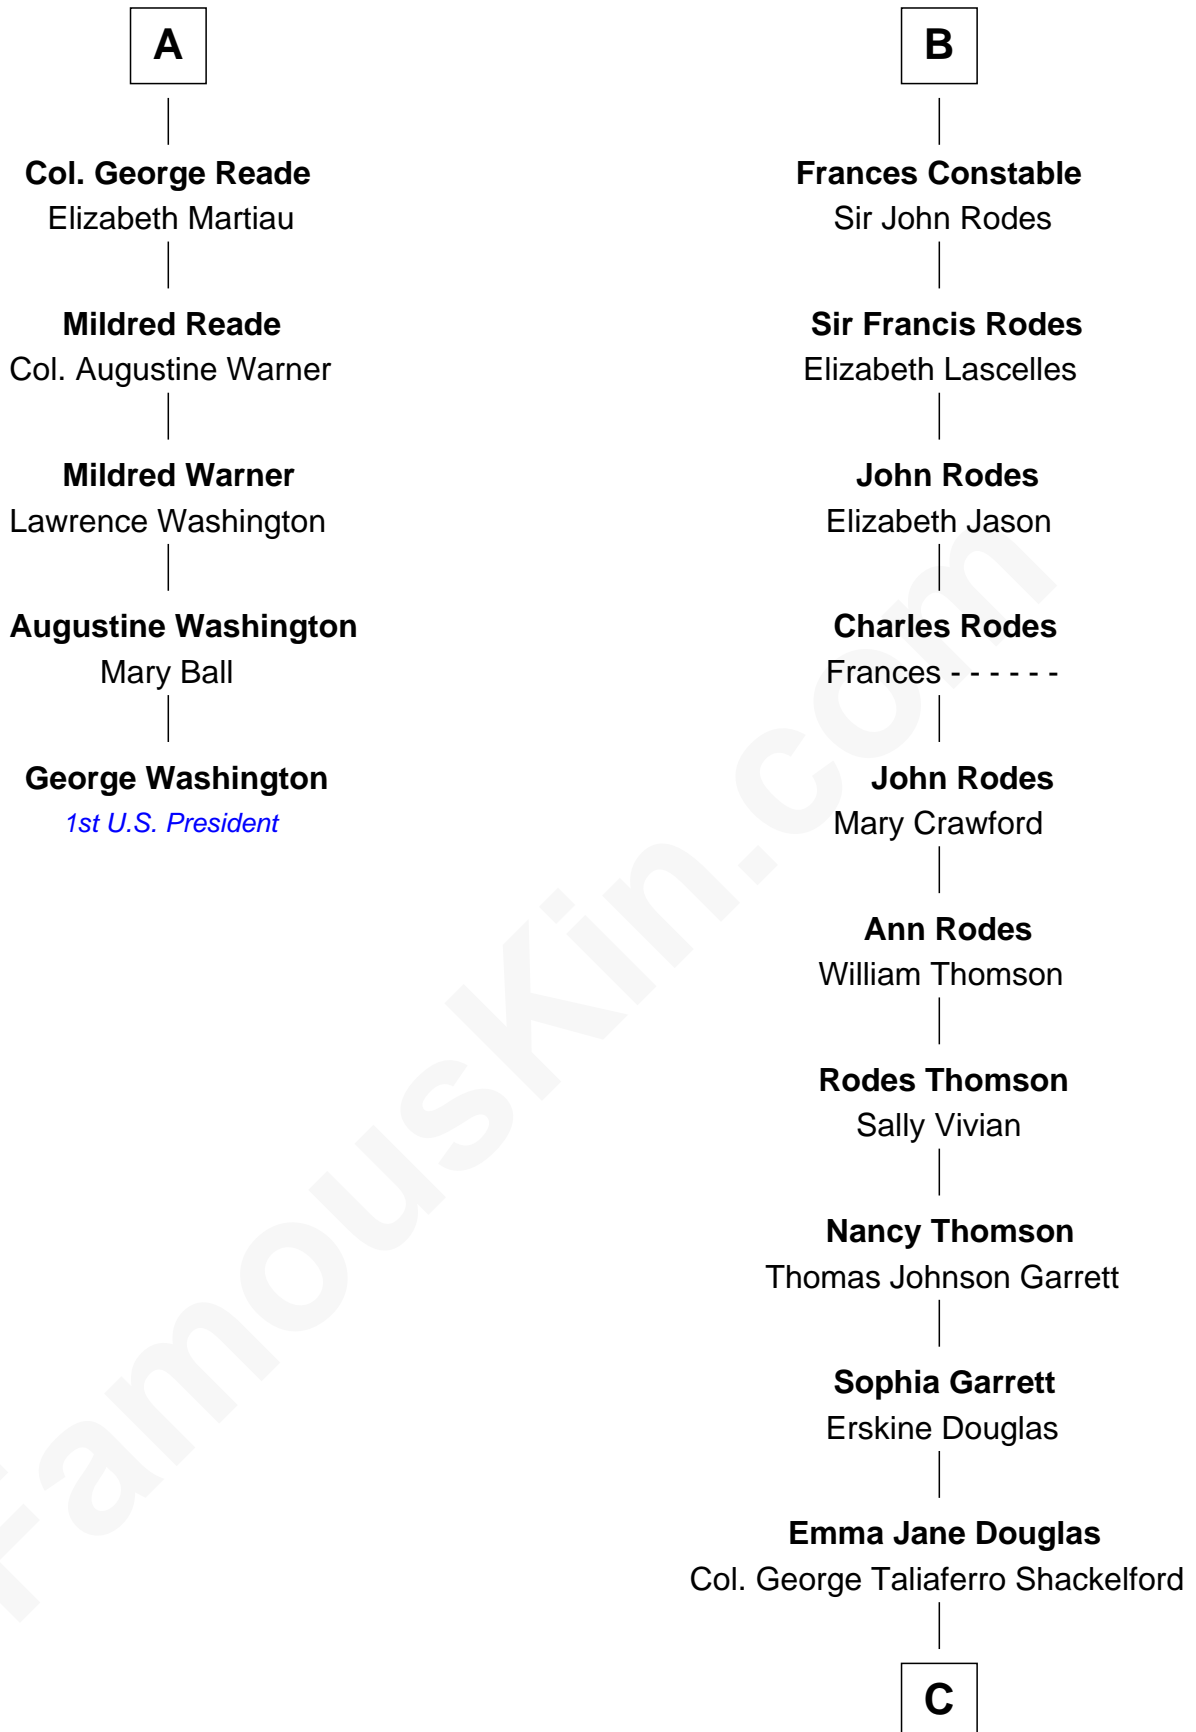 A
Col. George Reade
Elizabeth Martiau
Mildred Reade
Col. Augustine Warner
Mildred Warner
Lawrence Washington
Augustine Washington
Mary Ball
George Washington
1st U.S. President
B
Frances Constable
Sir John Rodes
Sir Francis Rodes
Elizabeth Lascelles
John Rodes
Elizabeth Jason
Charles Rodes
Frances - - - - - -
John Rodes
Mary Crawford
Ann Rodes
William Thomson
Rodes Thomson
Sally Vivian
Nancy Thomson
Thomas Johnson Garrett
Sophia Garrett
Erskine Douglas
Emma Jane Douglas
Col. George Taliaferro Shackelford
C
FamousKin.com